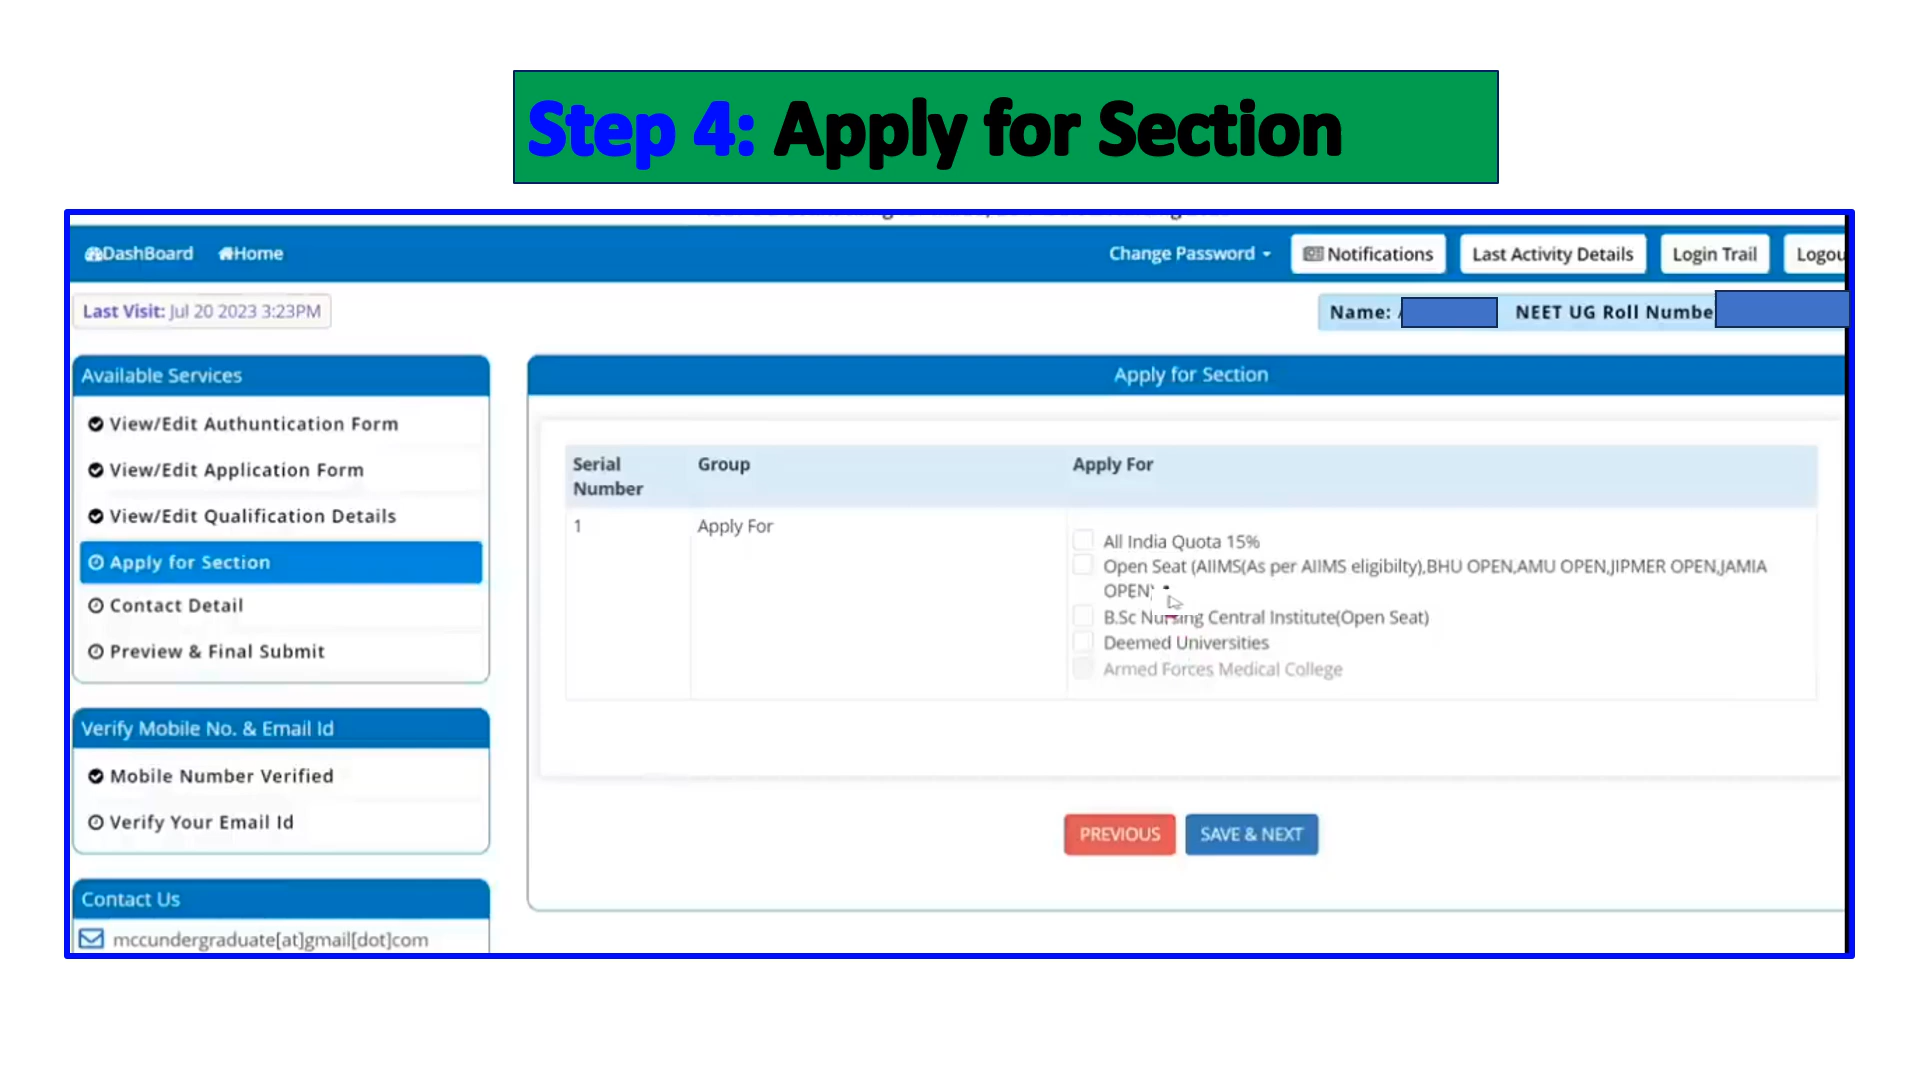 Step 4: Apply for Section
DashBoard Home Change Password Notifications Last Activity Details Login Trail Logou
Last Visit: Jul 20 2023 3:23PM
Name: NEET UG Roll Numbe
Available Services
View/Edit Authuntication Form
View/Edit Application Form
View/Edit Qualification Details
Apply for Section
Contact Detail
Preview & Final Submit
Verify Mobile No. & Email Id
Mobile Number Verified
Verify Your Email Id
Contact Us
mccundergraduate[at]gmail[dot]com
Apply for Section
Serial Number
Group
Apply For
1
Apply For
All India Quota 15%
Open Seat (AIIMS(As per AIIMS eligibilty),BHU OPEN,AMU OPEN,JIPMER OPEN,JAMIA
OPEN)
B.Sc Nursing Central Institute(Open Seat)
Deemed Universities
Armed Forces Medical College
PREVIOUS SAVE & NEXT